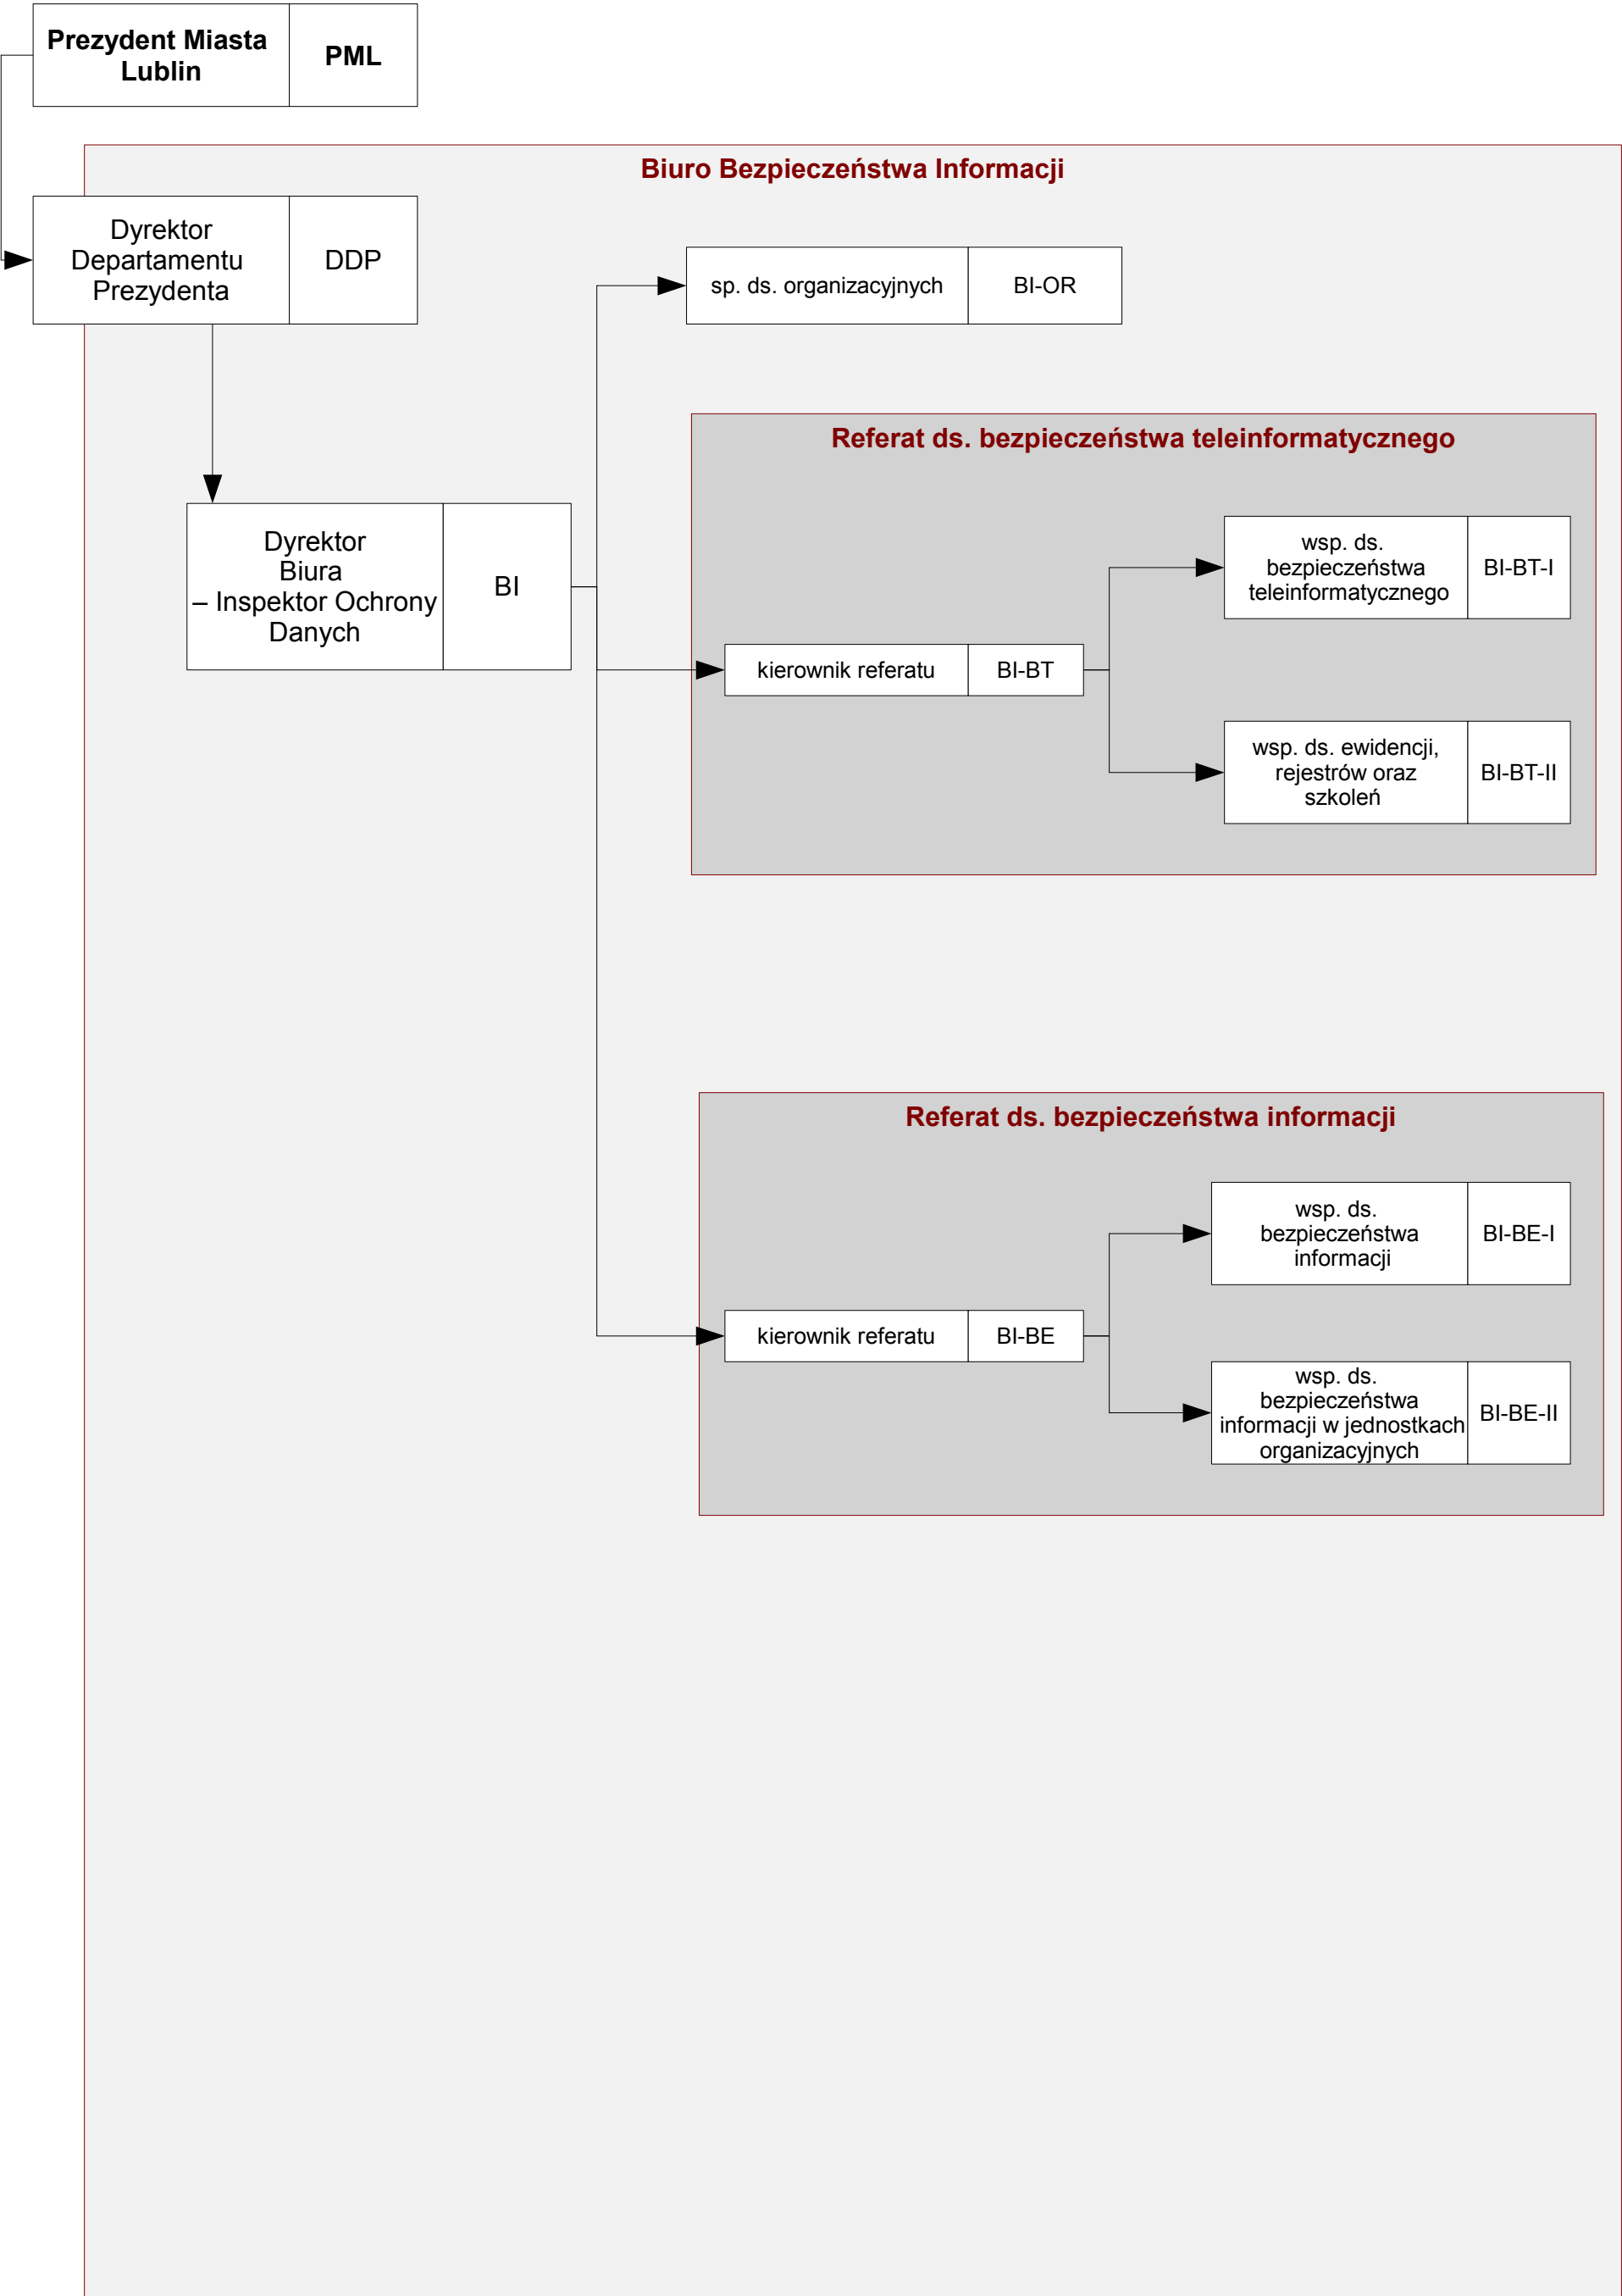 Prezydent Miasta
Lublin
PML
Biuro Bezpieczeństwa Informacji
Dyrektor
Departamentu
Prezydenta
DDP
sp. ds. organizacyjnych
BI-OR
Referat ds. bezpieczeństwa teleinformatycznego
Dyrektor
Biura
– Inspektor Ochrony
Danych
BI
wsp. ds.
bezpieczeństwa
teleinformatycznego
BI-BT-I
kierownik referatu
BI-BT
wsp. ds. ewidencji,
rejestrów oraz
szkoleń
BI-BT-II
Referat ds. bezpieczeństwa informacji
wsp. ds.
bezpieczeństwa
informacji
BI-BE-I
kierownik referatu
BI-BE
wsp. ds.
bezpieczeństwa
informacji w jednostkach
organizacyjnych
BI-BE-II